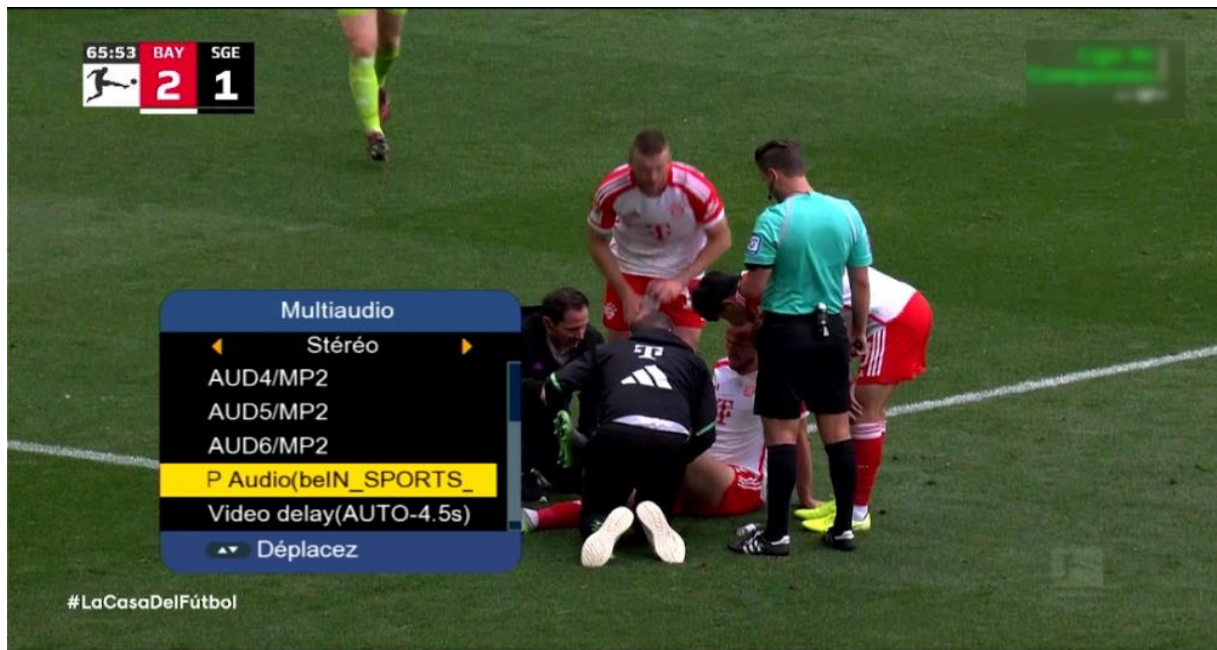 65:53 BAY SGE
2 1
Multiaudio
Stéréo
AUD4/MP2
AUD5/MP2
AUD6/MP2
P Audio(beIN_SPORTS_
Video delay(AUTO-4.5s)
Déplacez
#LaCasaDelFútbol